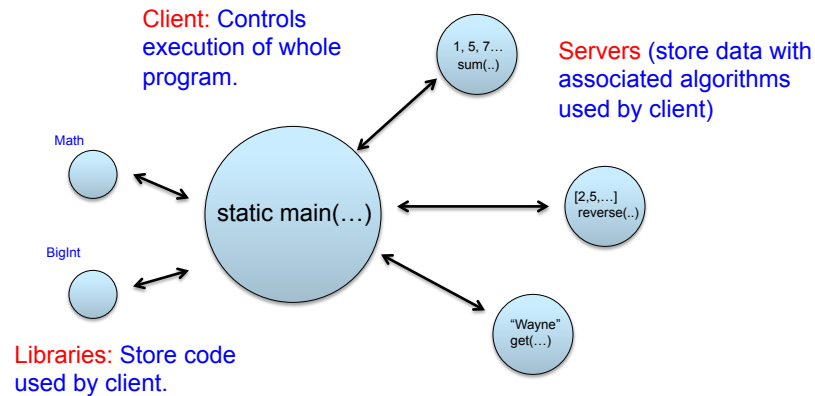 Client: Controls
execution of whole
program.
1, 5, 7…
sum(..)
Servers (store data with
associated algorithms
used by client)
Math
static main(…)
[2,5,…]
reverse(..)
BigInt
“Wayne”
get(…)
Libraries: Store code
used by client.